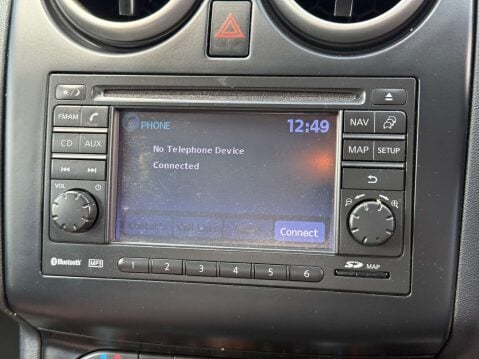 PHONE 12:49
No Telephone Device
Connected
Connect
FM·AM
CD AUX
VOL
NAV
MAP SETUP
Bluetooth MP3
1 2 3 4 5 6
SD MAP